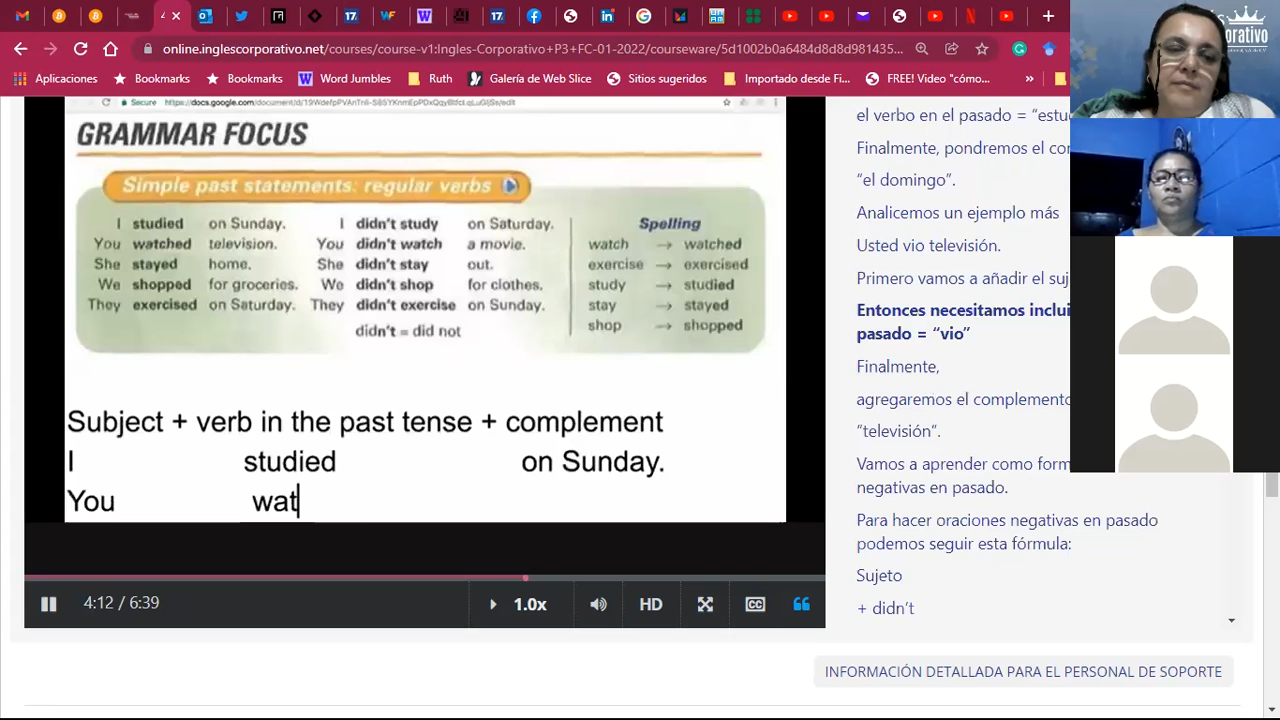 online.inglescorporativo.net/courses/course-v1:Ingles-Corporativo+P3+FC-01-2022/courseware/5d1002b0a6484d8d8d981435...
Aplicaciones Bookmarks Bookmarks Word Jumbles Ruth Galería de Web Slice Sitios sugeridos Importado desde Fi... FREE! Video "cómo... »
Secure
GRAMMAR FOCUS
Simple past statements: regular verbs
I studied on Sunday. I didn't study on Saturday. Spelling
You watched television. You didn't watch a movie. watch → watched
She stayed home. She didn't stay out. exercise → exercised
We shopped for groceries. We didn't shop for clothes. study → studied
They exercised on Saturday. They didn't exercise on Sunday. stay → stayed
didn't = did not shop → shopped
Subject + verb in the past tense + complement
I studied on Sunday.
You wat
4:12 / 6:39 1.0x HD CC
el verbo en el pasado = "estu
Finalmente, pondremos el co
"el domingo".
Analicemos un ejemplo más
Usted vio televisión.
Primero vamos a añadir el suj
Entonces necesitamos inclui
pasado = "vio"
Finalmente,
agregaremos el complemento
"televisión".
Vamos a aprender como form
negativas en pasado.
Para hacer oraciones negativas en pasado
podemos seguir esta fórmula:
Sujeto
+ didn't
INFORMACIÓN DETALLADA PARA EL PERSONAL DE SOPORTE